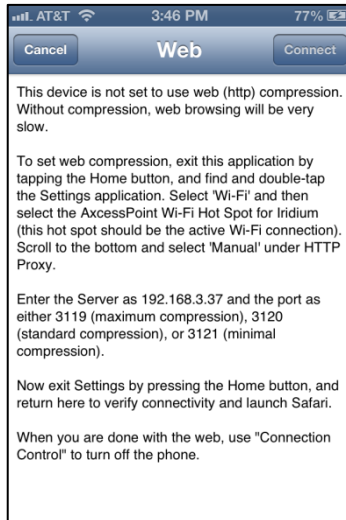 AT&T 3:46 PM 77%
Cancel Web Connect
This device is not set to use web (http) compression.
Without compression, web browsing will be very
slow.
To set web compression, exit this application by
tapping the Home button, and find and double-tap
the Settings application. Select 'Wi-Fi' and then
select the AxcessPoint Wi-Fi Hot Spot for Iridium
(this hot spot should be the active Wi-Fi connection).
Scroll to the bottom and select 'Manual' under HTTP
Proxy.
Enter the Server as 192.168.3.37 and the port as
either 3119 (maximum compression), 3120
(standard compression), or 3121 (minimal
compression).
Now exit Settings by pressing the Home button, and
return here to verify connectivity and launch Safari.
When you are done with the web, use "Connection
Control" to turn off the phone.